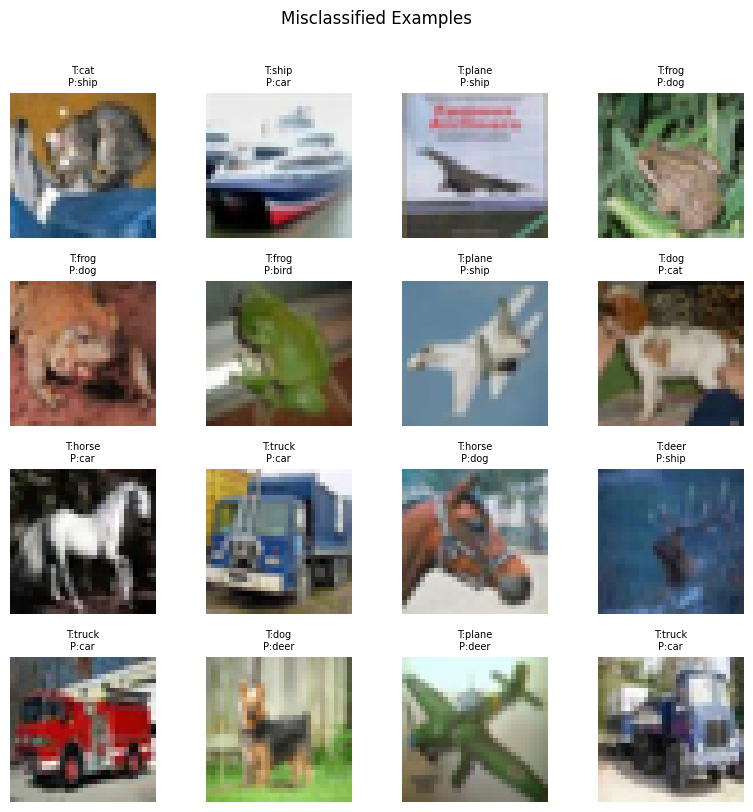 Misclassified Examples
T:cat
P:ship
T:ship
P:car
T:plane
P:ship
T:frog
P:dog
T:frog
P:dog
T:frog
P:bird
T:plane
P:ship
T:dog
P:cat
T:horse
P:car
T:truck
P:car
T:horse
P:dog
T:deer
P:ship
T:truck
P:car
T:dog
P:deer
T:plane
P:deer
T:truck
P:car